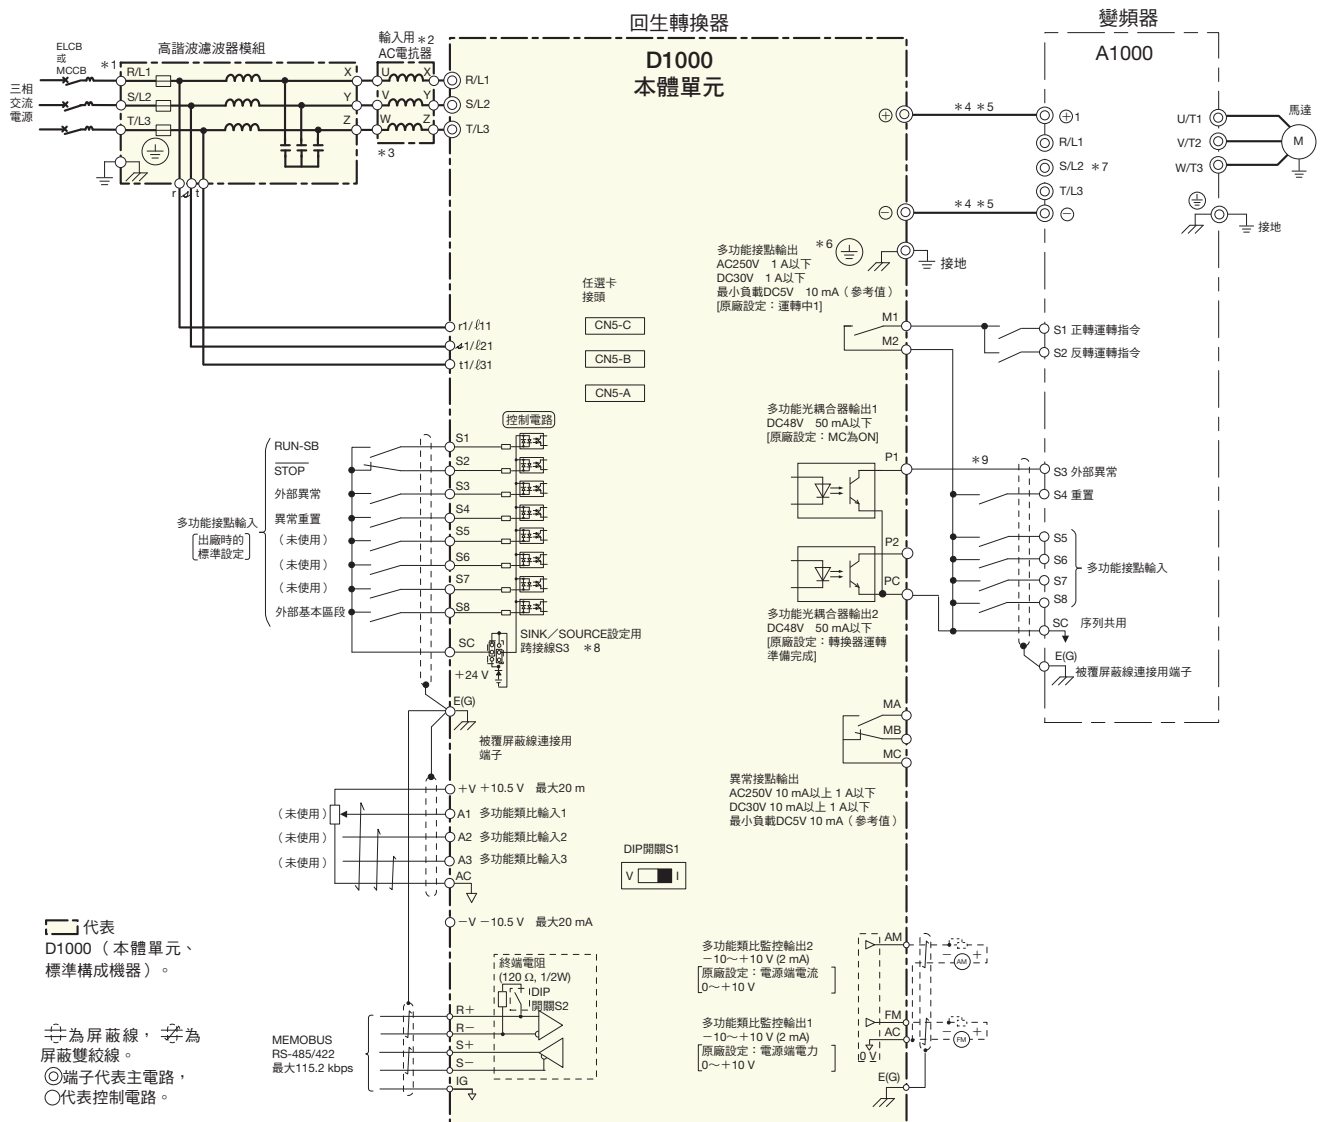 回生轉換器
變頻器
D1000
本體單元
A1000
ELCB
或
MCCB
＊1
高諧波濾波器模組
輸入用＊2
AC電抗器
三相
交流
電源
R/L1
S/L2
T/L3
X
Y
Z
U
V
W
X
Y
Z
＊3
R/L1
S/L2
T/L3
r
t
＊4 ＊5
1
R/L1
S/L2 ＊7
T/L3
＊4 ＊5
U/T1
V/T2
W/T3
馬達
M
接地
多功能接點輸出
AC250V 1 A以下
DC30V 1 A以下
最小負載DC5V 10 mA（參考值）
[原廠設定：運轉中1]
＊6
接地
任選卡
接頭
CN5-C
CN5-B
CN5-A
r1/ℓ11
1/ℓ21
t1/ℓ31
M1
M2
S1 正轉運轉指令
S2 反轉運轉指令
控制電路
多功能接點輸入
出廠時的
標準設定
RUN-SB
STOP
外部異常
異常重置
（未使用）
（未使用）
（未使用）
外部基本區段
S1
S2
S3
S4
S5
S6
S7
S8
SC
+24 V
SINK／SOURCE設定用
跨接線S3 ＊8
E(G)
被覆屏蔽線連接用
端子
多功能光耦合器輸出1
DC48V 50 mA以下
[原廠設定：MC為ON]
P1
P2
PC
多功能光耦合器輸出2
DC48V 50 mA以下
[原廠設定：轉換器運轉
準備完成]
＊9
S3 外部異常
S4 重置
S5
S6
S7
S8
多功能接點輸入
SC 序列共用
E(G)
被覆屏蔽線連接用端子
MA
MB
MC
異常接點輸出
AC250V 10 mA以上 1 A以下
DC30V 10 mA以上 1 A以下
最小負載DC5V 10 mA（參考值）
（未使用）
（未使用）
（未使用）
+V +10.5 V 最大20 m
A1 多功能類比輸入1
A2 多功能類比輸入2
A3 多功能類比輸入3
AC
－V －10.5 V 最大20 mA
DIP開關S1
V
I
代表
D1000（本體單元、
標準構成機器）。
為屏蔽線，為
屏蔽雙絞線。
◎端子代表主電路，
○代表控制電路。
MEMOBUS
RS-485/422
最大115.2 kbps
終端電阻
(120 Ω, 1/2W)
DIP
開關S2
R+
R－
S+
S－
IG
多功能類比監控輸出2
－10～+10 V (2 mA)
原廠設定：電源端電流
0～+10 V
多功能類比監控輸出1
－10～+10 V (2 mA)
原廠設定：電源端電力
0～+10 V
AM
FM
AC
0 V
E(G)
－
+
AM
－
+
FM